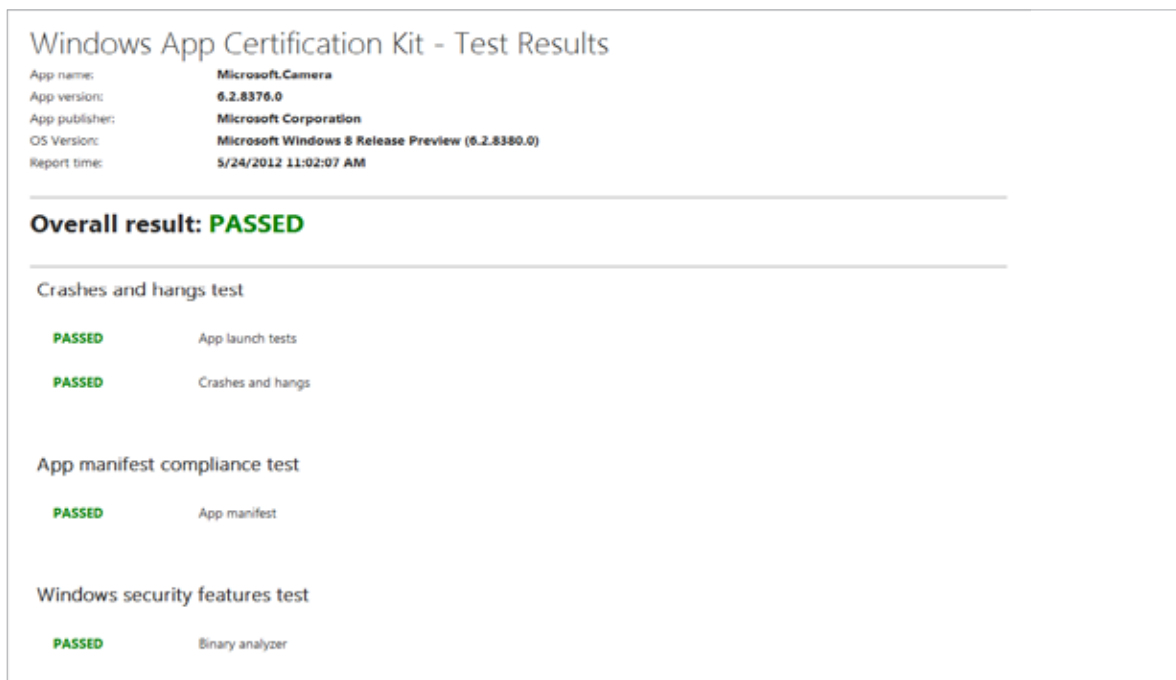 Windows App Certification Kit - Test Results
App name: Microsoft.Camera
App version: 6.2.8376.0
App publisher: Microsoft Corporation
OS Version: Microsoft Windows 8 Release Preview (6.2.8380.0)
Report time: 5/24/2012 11:02:07 AM
Overall result: PASSED
Crashes and hangs test
PASSED App launch tests
PASSED Crashes and hangs
App manifest compliance test
PASSED App manifest
Windows security features test
PASSED Binary analyzer